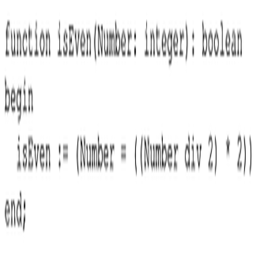 function isEven(Number: integer): boolean
begin
isEven := (Number = ((Number div 2) * 2))
end;